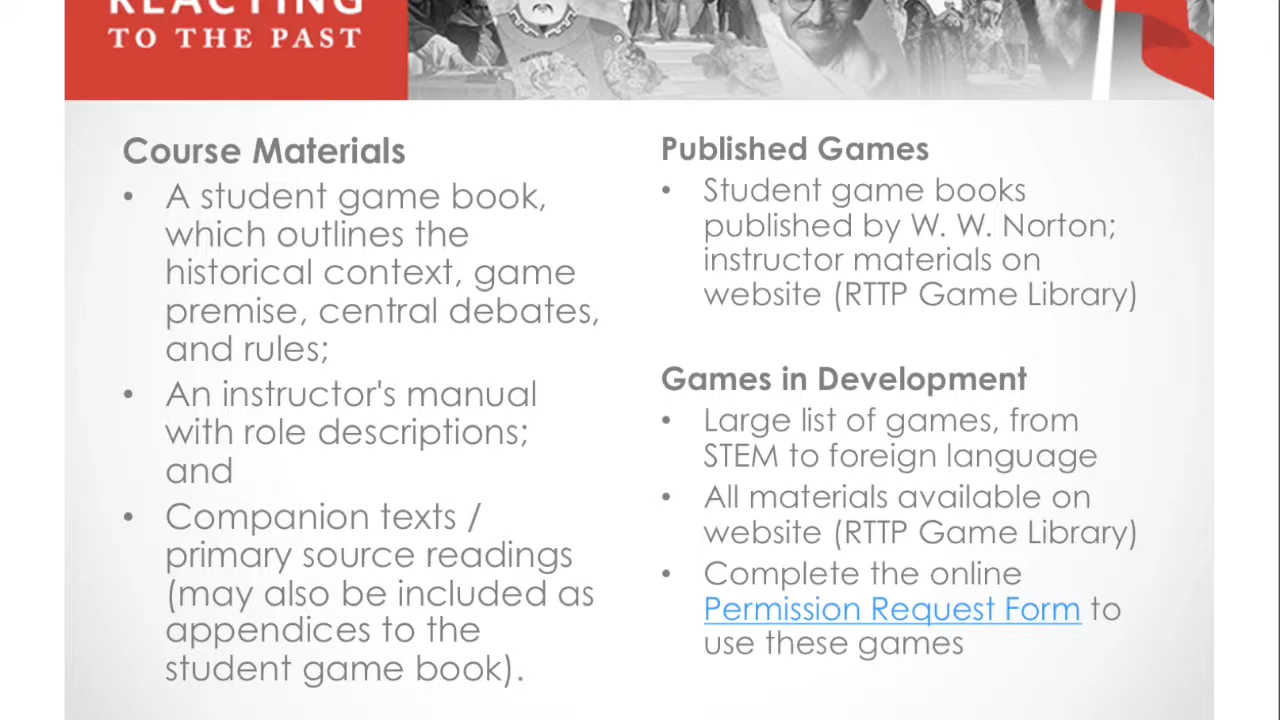 REACTING
TO THE PAST
Course Materials
• A student game book,
which outlines the
historical context, game
premise, central debates,
and rules;
• An instructor's manual
with role descriptions;
and
• Companion texts /
primary source readings
(may also be included as
appendices to the
student game book).
Published Games
• Student game books
published by W. W. Norton;
instructor materials on
website (RTTP Game Library)
Games in Development
• Large list of games, from
STEM to foreign language
• All materials available on
website (RTTP Game Library)
• Complete the online
Permission Request Form to
use these games